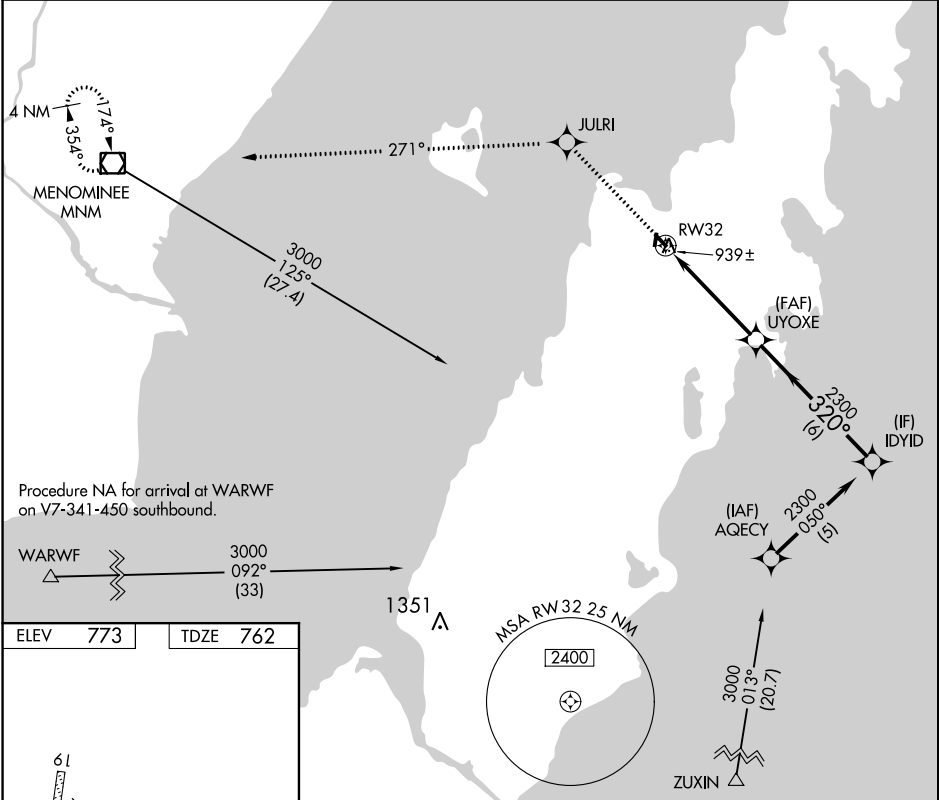 4 NM
174°
354°
MENOMINEE
MNM
3000
125°
(27.4)
271°
JULRI
RW32
939±
(FAF)
UYOXE
2300
320°
(6)
(IF)
IDYID
(IAF)
AQECY
2300
050°
(5)
Procedure NA for arrival at WARWF
on V7-341-450 southbound.
WARWF
3000
092°
(33)
1351
MSA RW32 25 NM
2400
3000
013°
(20.7)
ZUXIN
ELEV 773
TDZE 762
19